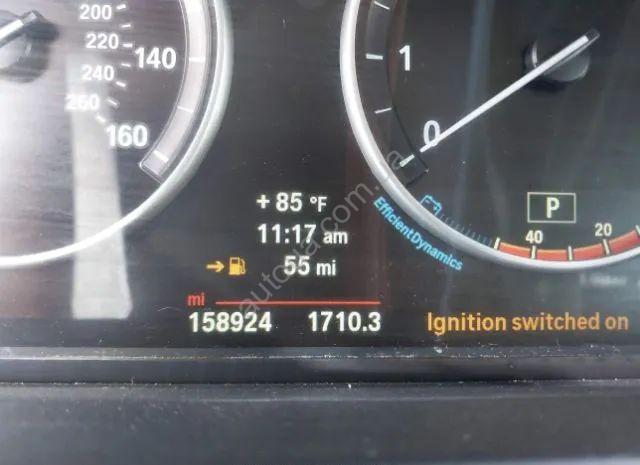 200
220
240
260
140
160
1
0
+ 85 °F
11:17 am
55 mi
mi
158924 1710.3
EfficientDynamics
P
40 20
Ignition switched on